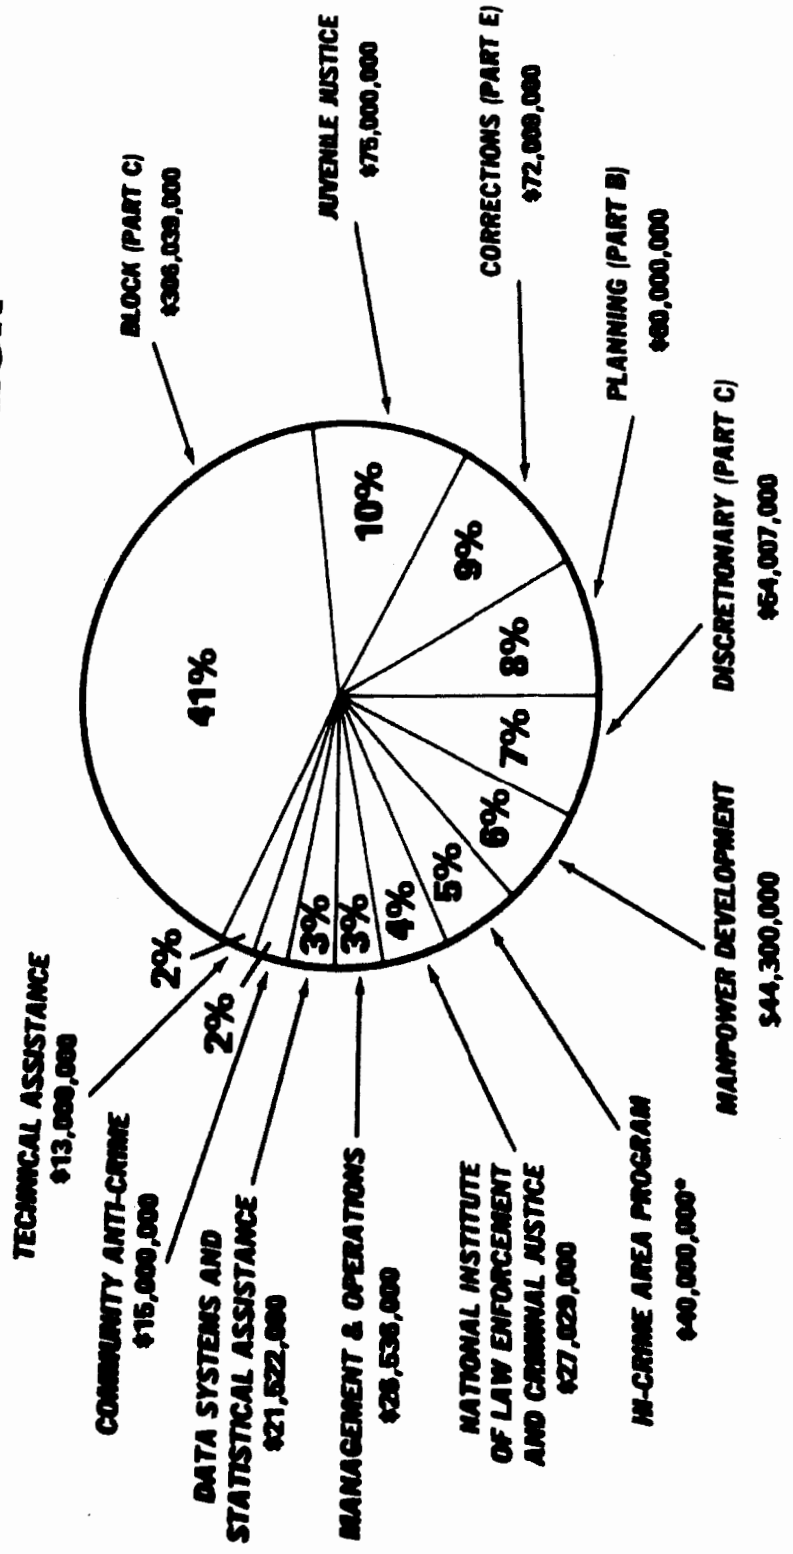 TECHNICAL ASSISTANCE
$13,000,000
COMMUNITY ANTI-CRIME
$15,000,000
DATA SYSTEMS AND
STATISTICAL ASSISTANCE
$21,522,000
MANAGEMENT & OPERATIONS
$26,536,000
NATIONAL INSTITUTE
OF LAW ENFORCEMENT
AND CRIMINAL JUSTICE
$27,029,000
HI-CRIME AREA PROGRAM
$40,000,000*
MANPOWER DEVELOPMENT
$44,300,000
DISCRETIONARY (PART C)
$54,007,000
PLANNING (PART B)
$60,000,000
CORRECTIONS (PART E)
$72,000,000
JUVENILE JUSTICE
$75,000,000
BLOCK (PART C)
$306,039,000
2%
2%
3%
3%
4%
5%
6%
7%
8%
9%
10%
41%